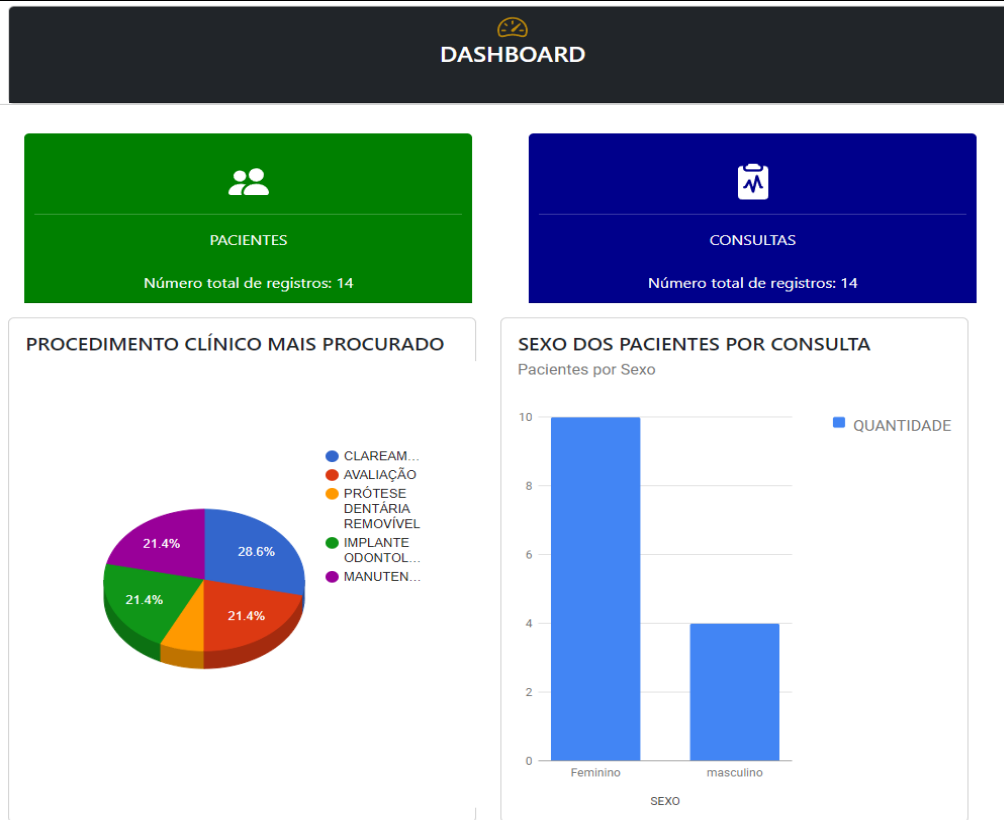 DASHBOARD
PACIENTES
Número total de registros: 14
CONSULTAS
Número total de registros: 14
PROCEDIMENTO CLÍNICO MAIS PROCURADO
CLAREAM...
AVALIAÇÃO
PRÓTESE
DENTÁRIA
REMOVÍVEL
IMPLANTE
ODONTOL...
MANUTEN...
21.4%
28.6%
21.4%
21.4%
SEXO DOS PACIENTES POR CONSULTA
Pacientes por Sexo
QUANTIDADE
10
8
6
4
2
0
Feminino
masculino
SEXO